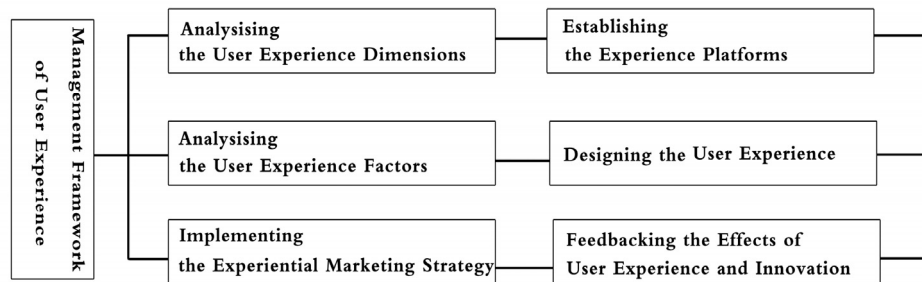 Management Framework
of User Experience
Analysising
the User Experience Dimensions
Establishing
the Experience Platforms
Analysising
the User Experience Factors
Designing the User Experience
Implementing
the Experiential Marketing Strategy
Feedbacking the Effects of
User Experience and Innovation